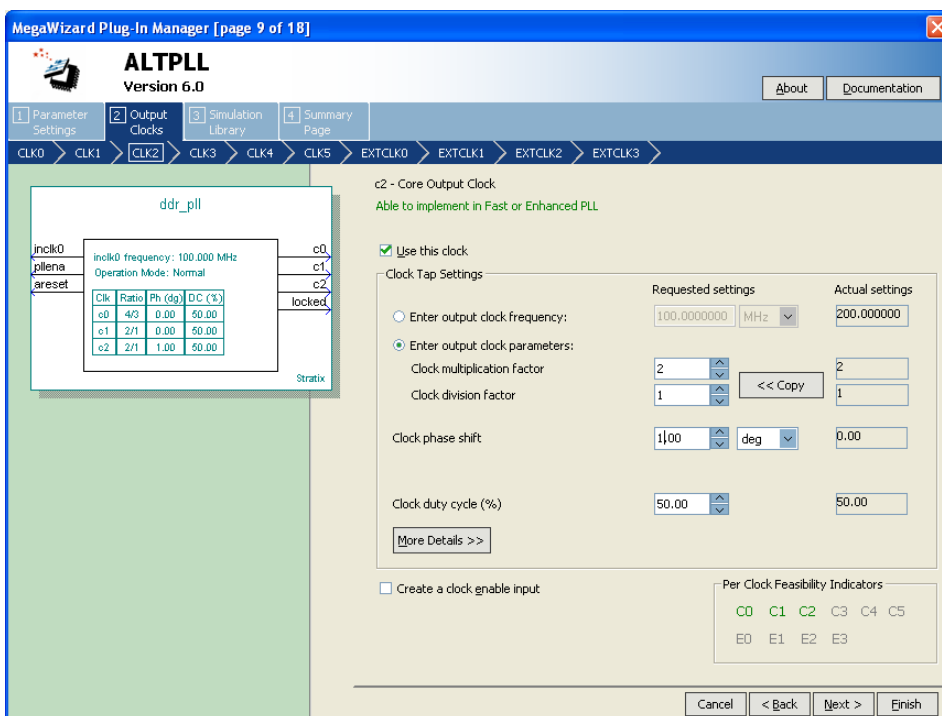 MegaWizard Plug-In Manager [page 9 of 18]
ALTPLL
Version 6.0
About
Documentation
1 Parameter Settings
2 Output Clocks
3 Simulation Library
4 Summary Page
CLK0 CLK1 CLK2 CLK3 CLK4 CLK5 EXTCLK0 EXTCLK1 EXTCLK2 EXTCLK3
ddr_pll
inclk0
pllena
areset
inclk0 frequency: 100.000 MHz
Operation Mode: Normal
Clk Ratio Ph (dg) DC (%)
c0 4/3 0.00 50.00
c1 2/1 0.00 50.00
c2 2/1 1.00 50.00
c0
c1
c2
locked
Stratix
c2 - Core Output Clock
Able to implement in Fast or Enhanced PLL
Use this clock
Clock Tap Settings
Requested settings Actual settings
Enter output clock frequency: 100.0000000 MHz 200.000000
Enter output clock parameters:
Clock multiplication factor 2 2
<< Copy
Clock division factor 1 1
Clock phase shift 1.00 deg 0.00
Clock duty cycle (%) 50.00 50.00
More Details >>
Create a clock enable input
Per Clock Feasibility Indicators
C0 C1 C2 C3 C4 C5
E0 E1 E2 E3
Cancel < Back Next > Finish